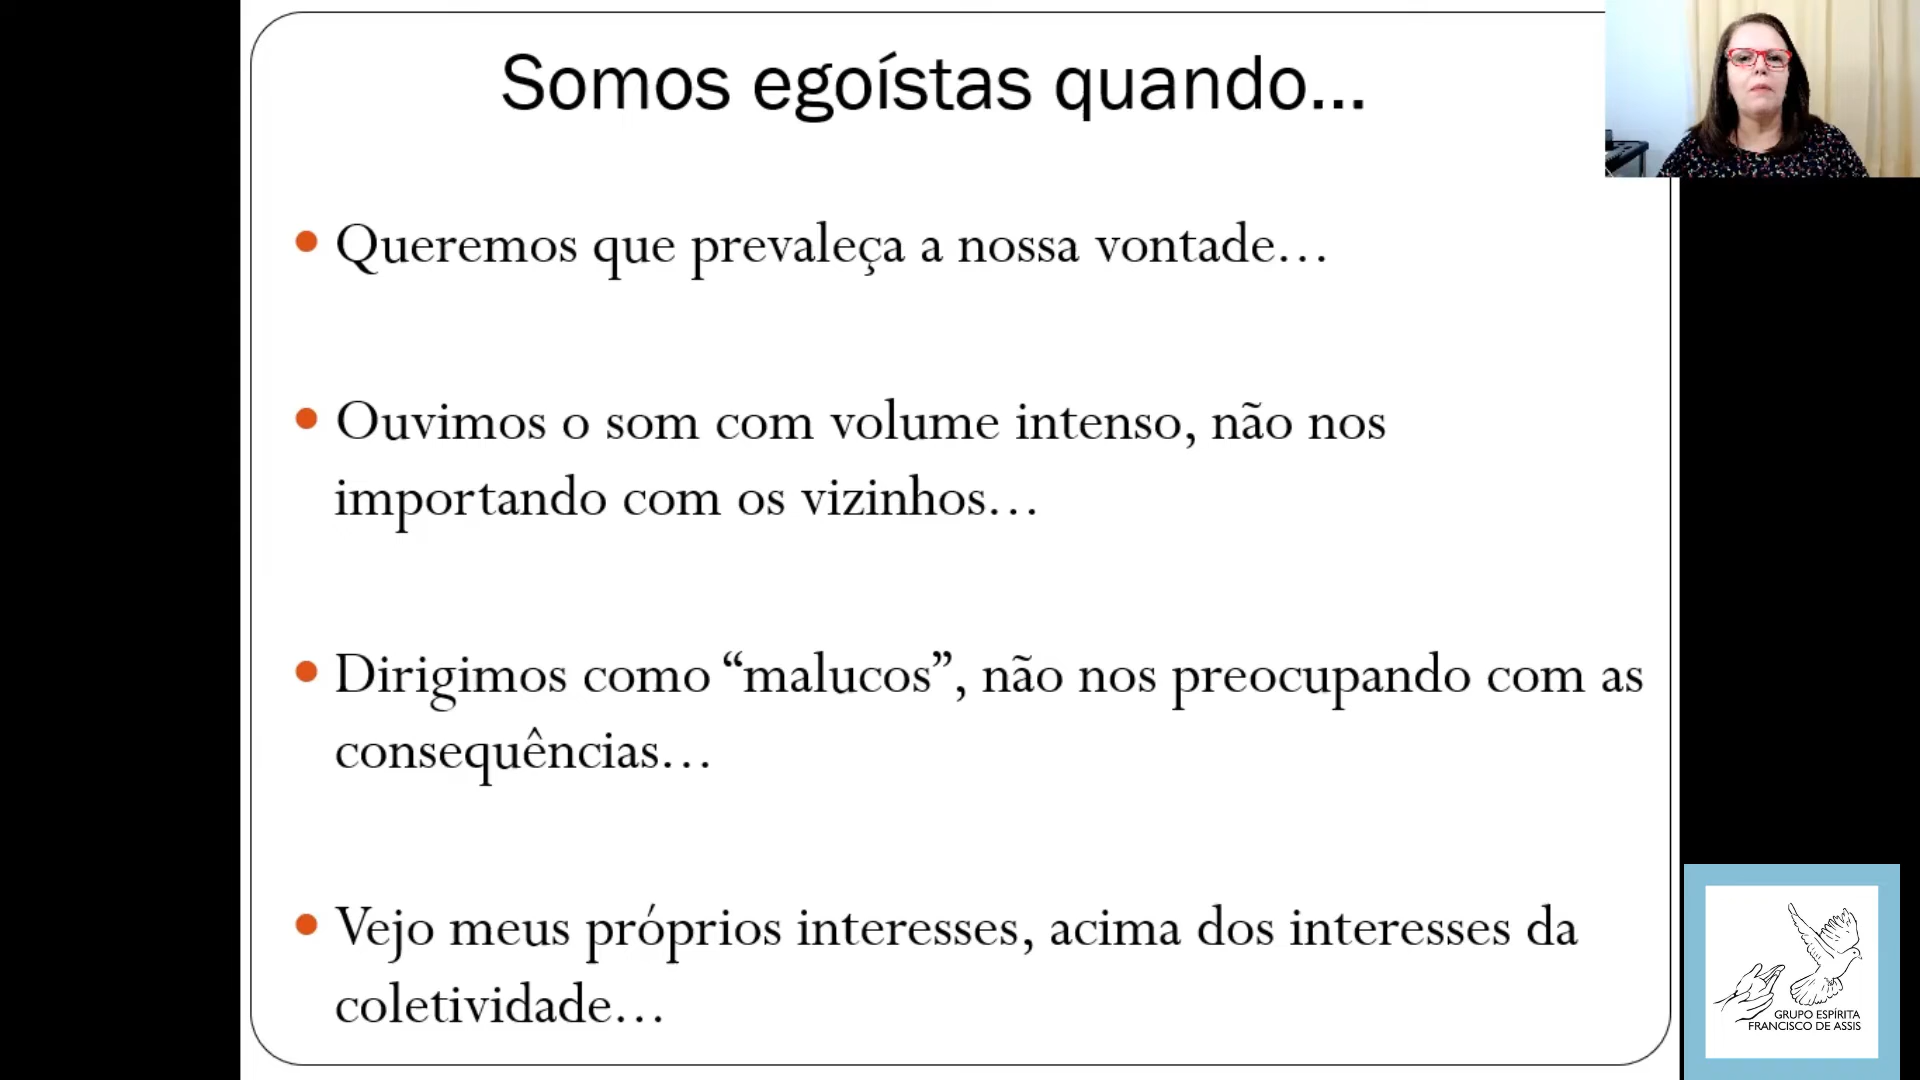 Somos egoístas quando...
• Queremos que prevaleça a nossa vontade…
• Ouvimos o som com volume intenso, não nos
importando com os vizinhos…
• Dirigimos como “malucos”, não nos preocupando com as
consequências…
• Vejo meus próprios interesses, acima dos interesses da
coletividade…
GRUPO ESPÍRITA
FRANCISCO DE ASSIS